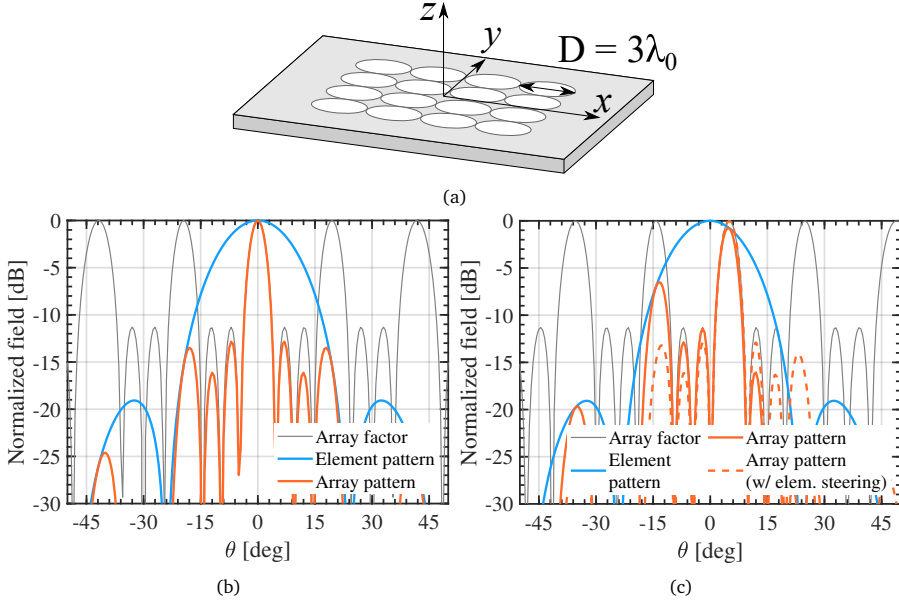 z
y
D = 3λ0
x
(a)
Normalized field [dB]
0
-5
-10
-15
-20
-25
-30
Array factor
Element pattern
Array pattern
-45 -30 -15 0 15 30 45
θ [deg]
(b)
Normalized field [dB]
0
-5
-10
-15
-20
-25
-30
Array factor
Element
pattern
Array pattern
Array pattern
(w/ elem. steering)
-45 -30 -15 0 15 30 45
θ [deg]
(c)